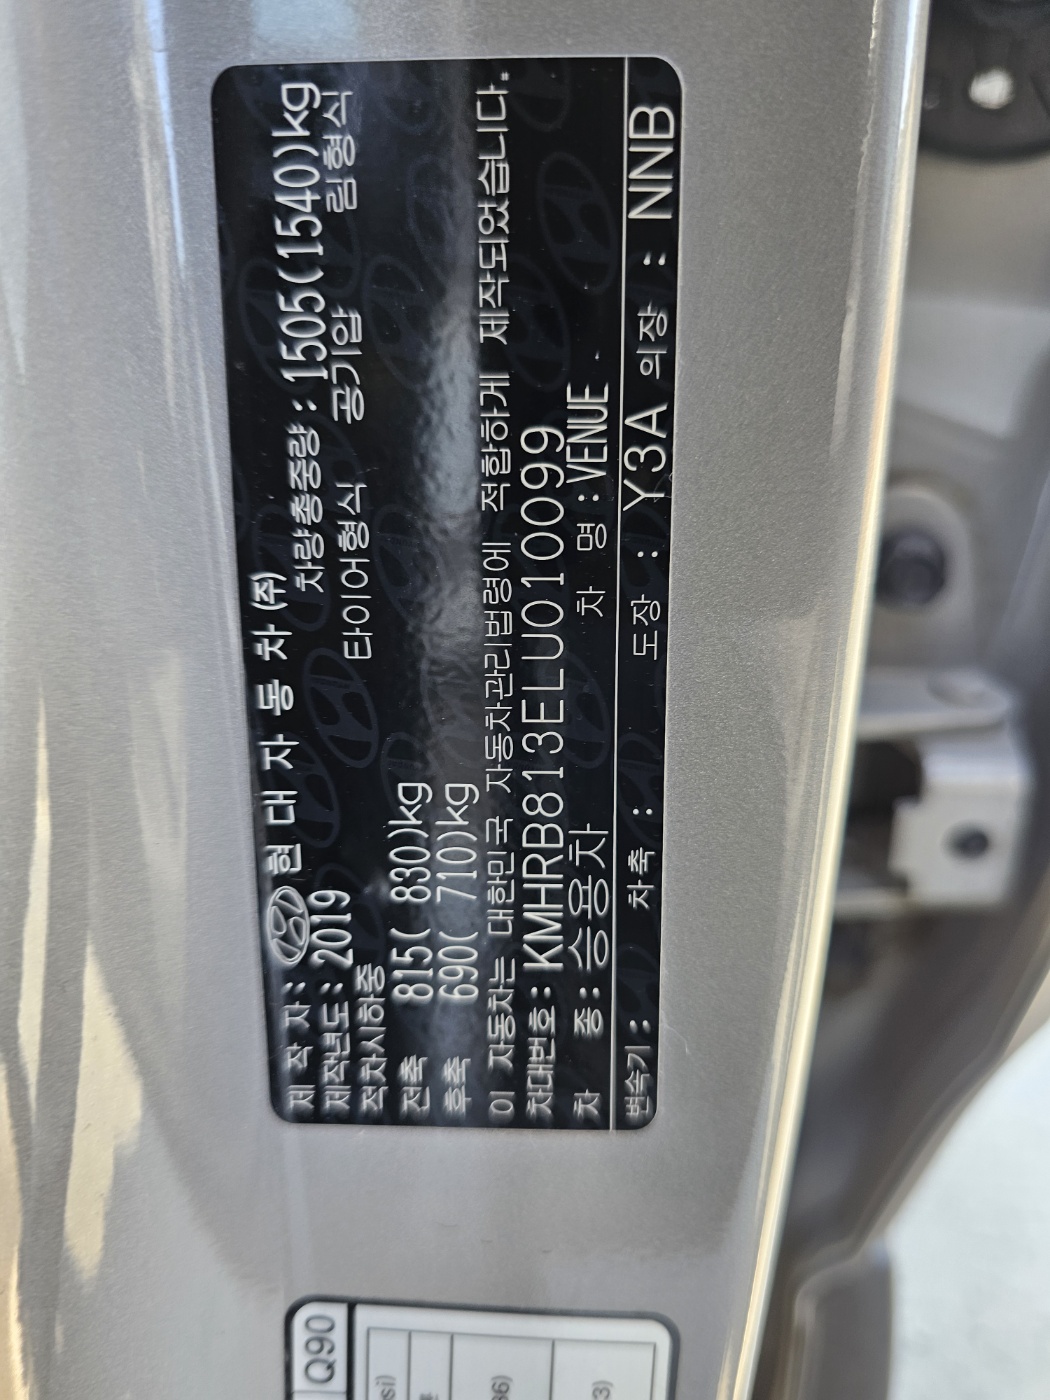 제 작 자 : 현 대 자 동 차 (주)
제작년도 : 2019 차량총중량 : 1505(1540)kg
적차시하중 타이어형식 공기압 림형식
전축 815( 830)kg
후축 690( 710)kg
이 자동차는 대한민국 자동차관리법령에 적합하게 제작되었습니다.
차대번호 : KMHRB813ELU010099
차 종 : 승용차 차 명 : VENUE
변속기 : 차축 : 도장 : Y3A 의장 : NNB
Q90